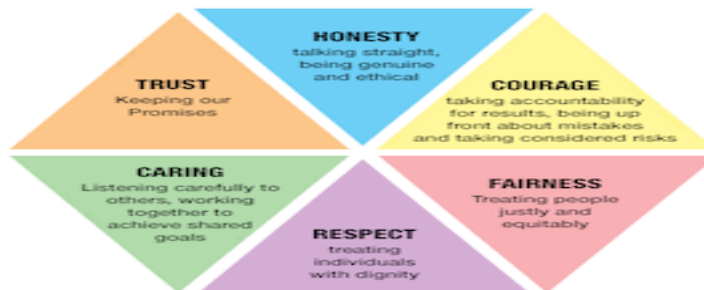 HONESTY
talking straight,
being genuine
and ethical
TRUST
Keeping our
Promises
COURAGE
taking accountability
for results, being up
front about mistakes
and taking considered risks
CARING
Listening carefully to
others, working
together to
achieve shared
goals
RESPECT
treating
individuals
with dignity
FAIRNESS
Treating people
justly and
equitably